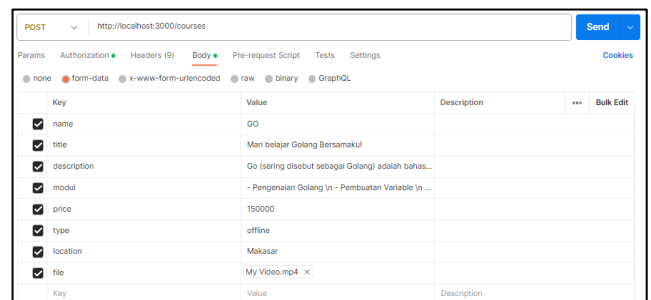 POST http://localhost:3000/courses Send
Params Authorization Headers (9) Body Pre-request Script Tests Settings Cookies
none form-data x-www-form-urlencoded raw binary GraphQL
Key Value Description ooo Bulk Edit
name GO
title Mari belajar Golang Bersamaku!
description Go (sering disebut sebagai Golang) adalah bahas...
modul - Pengenalan Golang \n - Pembuatan Variable \n ...
price 150000
type offline
location Makasar
file My Video.mp4 ×
Key Value Description